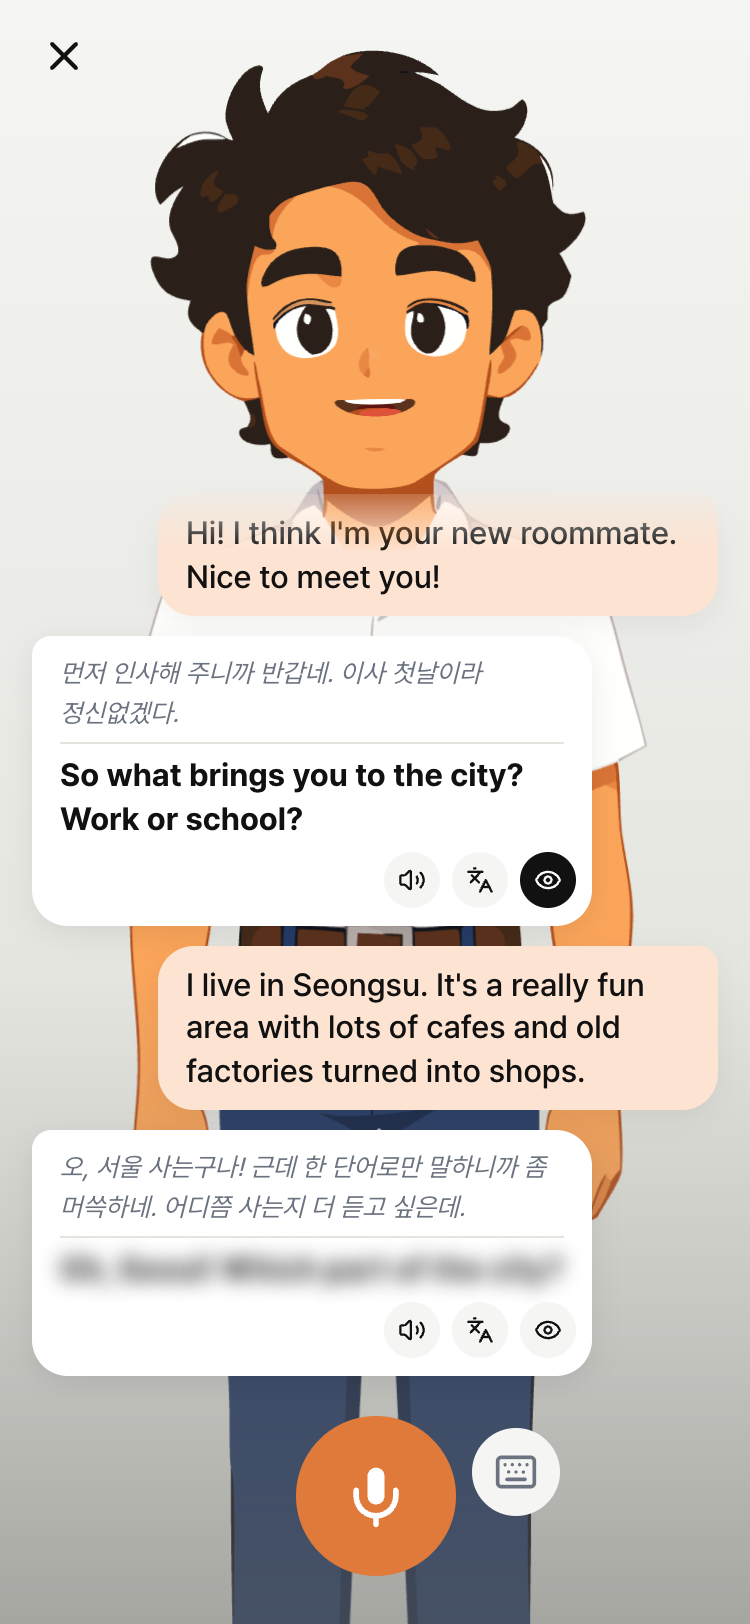 Hi! I think I'm your new roommate.
Nice to meet you!
먼저 인사해 주니까 반갑네. 이사 첫날이라
정신없겠다.
So what brings you to the city?
Work or school?
I live in Seongsu. It's a really fun
area with lots of cafes and old
factories turned into shops.
오, 서울 사는구나! 근데 한 단어로만 말하니까 좀
머쓱하네. 어디쯤 사는지 더 듣고 싶은데.